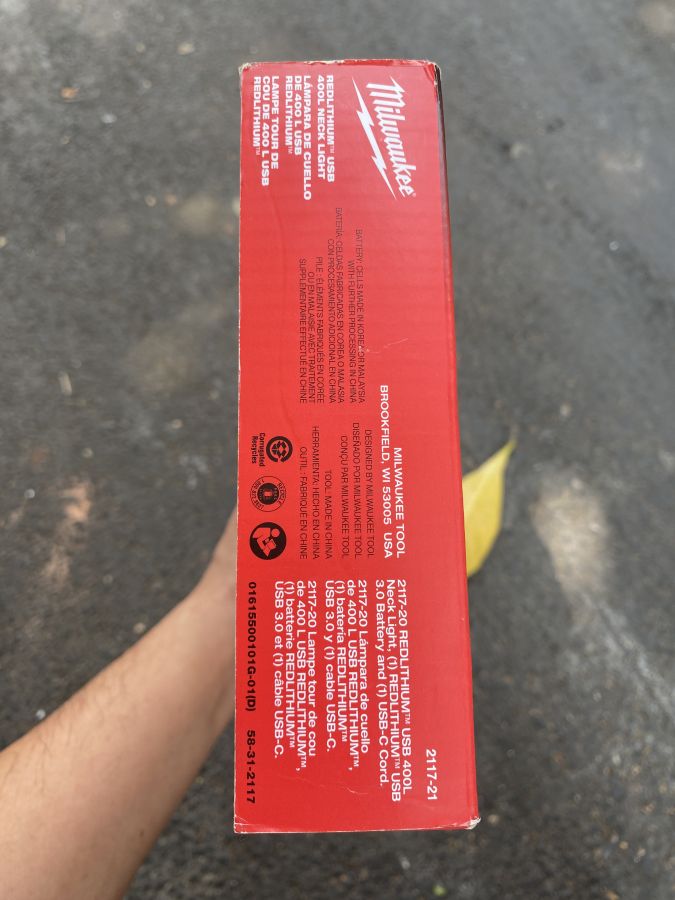 Milwaukee
REDLITHIUM™ USB
400L NECK LIGHT
LÁMPARA DE CUELLO
DE 400 L USB
REDLITHIUM™
LAMPE TOUR DE
COU DE 400 L USB
REDLITHIUM™
BATTERY: CELLS MADE IN KOREA OR MALAYSIA
WITH FURTHER PROCESSING IN CHINA
BATERÍA: CELDAS FABRICADAS EN COREA O MALASIA
CON PROCESAMIENTO ADICIONAL EN CHINA
PILE : ÉLÉMENTS FABRIQUÉS EN CORÉE
OU EN MALAISIE AVEC TRAITEMENT
SUPPLÉMENTAIRE EFFECTUÉ EN CHINE
MILWAUKEE TOOL
BROOKFIELD, WI 53005 USA
DESIGNED BY MILWAUKEE TOOL
DISEÑADO POR MILWAUKEE TOOL
CONÇU PAR MILWAUKEE TOOL
TOOL MADE IN CHINA
HERRAMIENTA: HECHO EN CHINA
OUTIL : FABRIQUÉ EN CHINE
Corrugated
Recycles
2117-21
2117-20 REDLITHIUM™ USB 400L
Neck Light, (1) REDLITHIUM™ USB
3.0 Battery and (1) USB-C Cord.
2117-20 Lámpara de cuello
de 400 L USB REDLITHIUM™,
(1) batería REDLITHIUM™
USB 3.0 y (1) cable USB-C.
2117-20 Lampe tour de cou
de 400 L USB REDLITHIUM™,
(1) batterie REDLITHIUM™
USB 3.0 et (1) câble USB-C.
01615500101G-01(D) 58-31-2117